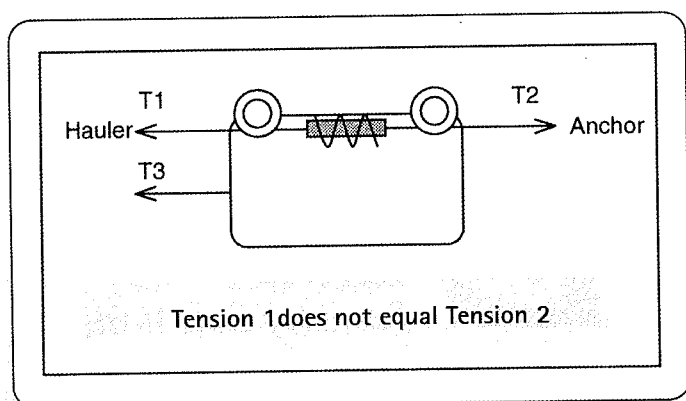 T1
T2
Hauler
Anchor
T3
Tension 1does not equal Tension 2